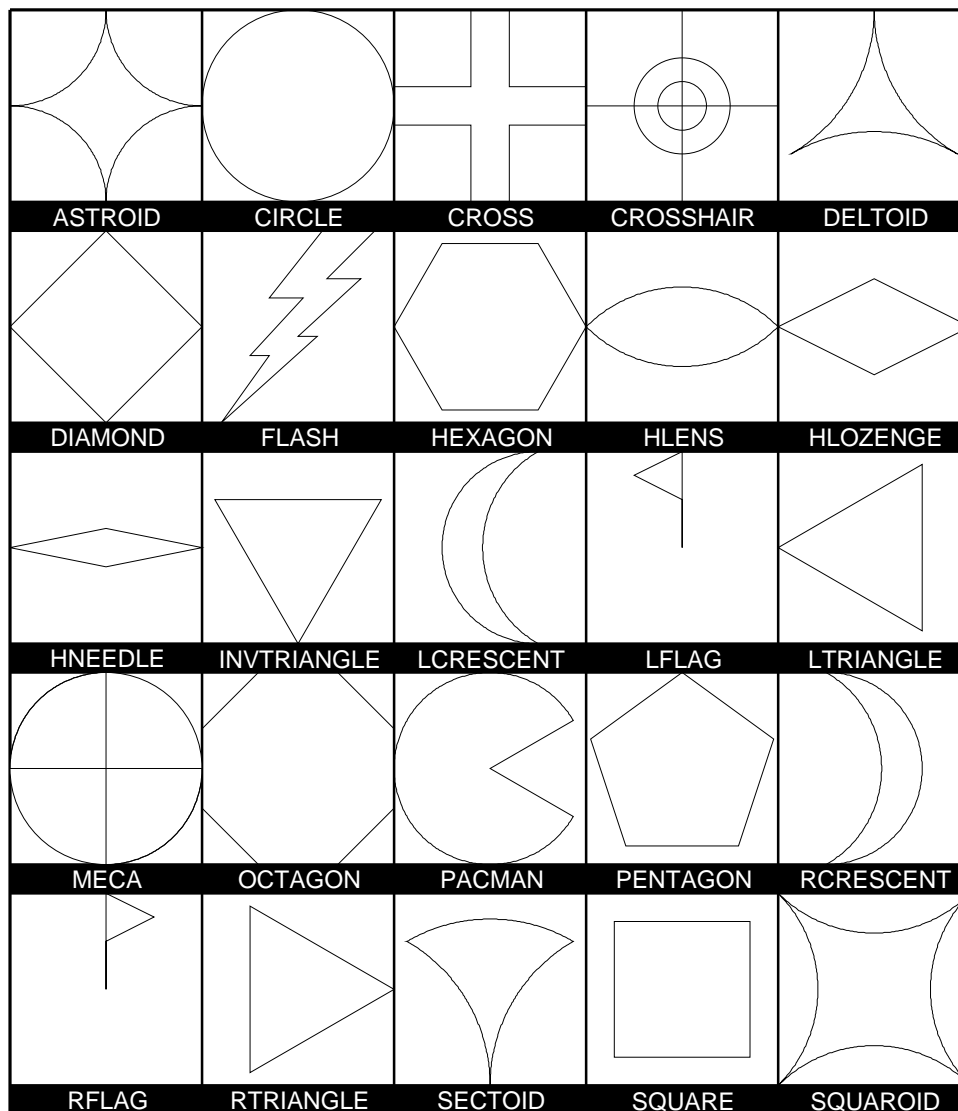 ASTROID CIRCLE CROSS CROSSHAIR DELTOID
DIAMOND FLASH HEXAGON HLENS HLOZENGE
HNEEDLE INVTRIANGLE LCRESCENT LFLAG LTRIANGLE
MECA OCTAGON PACMAN PENTAGON RCRESCENT
RFLAG RTRIANGLE SECTOID SQUARE SQUAROID